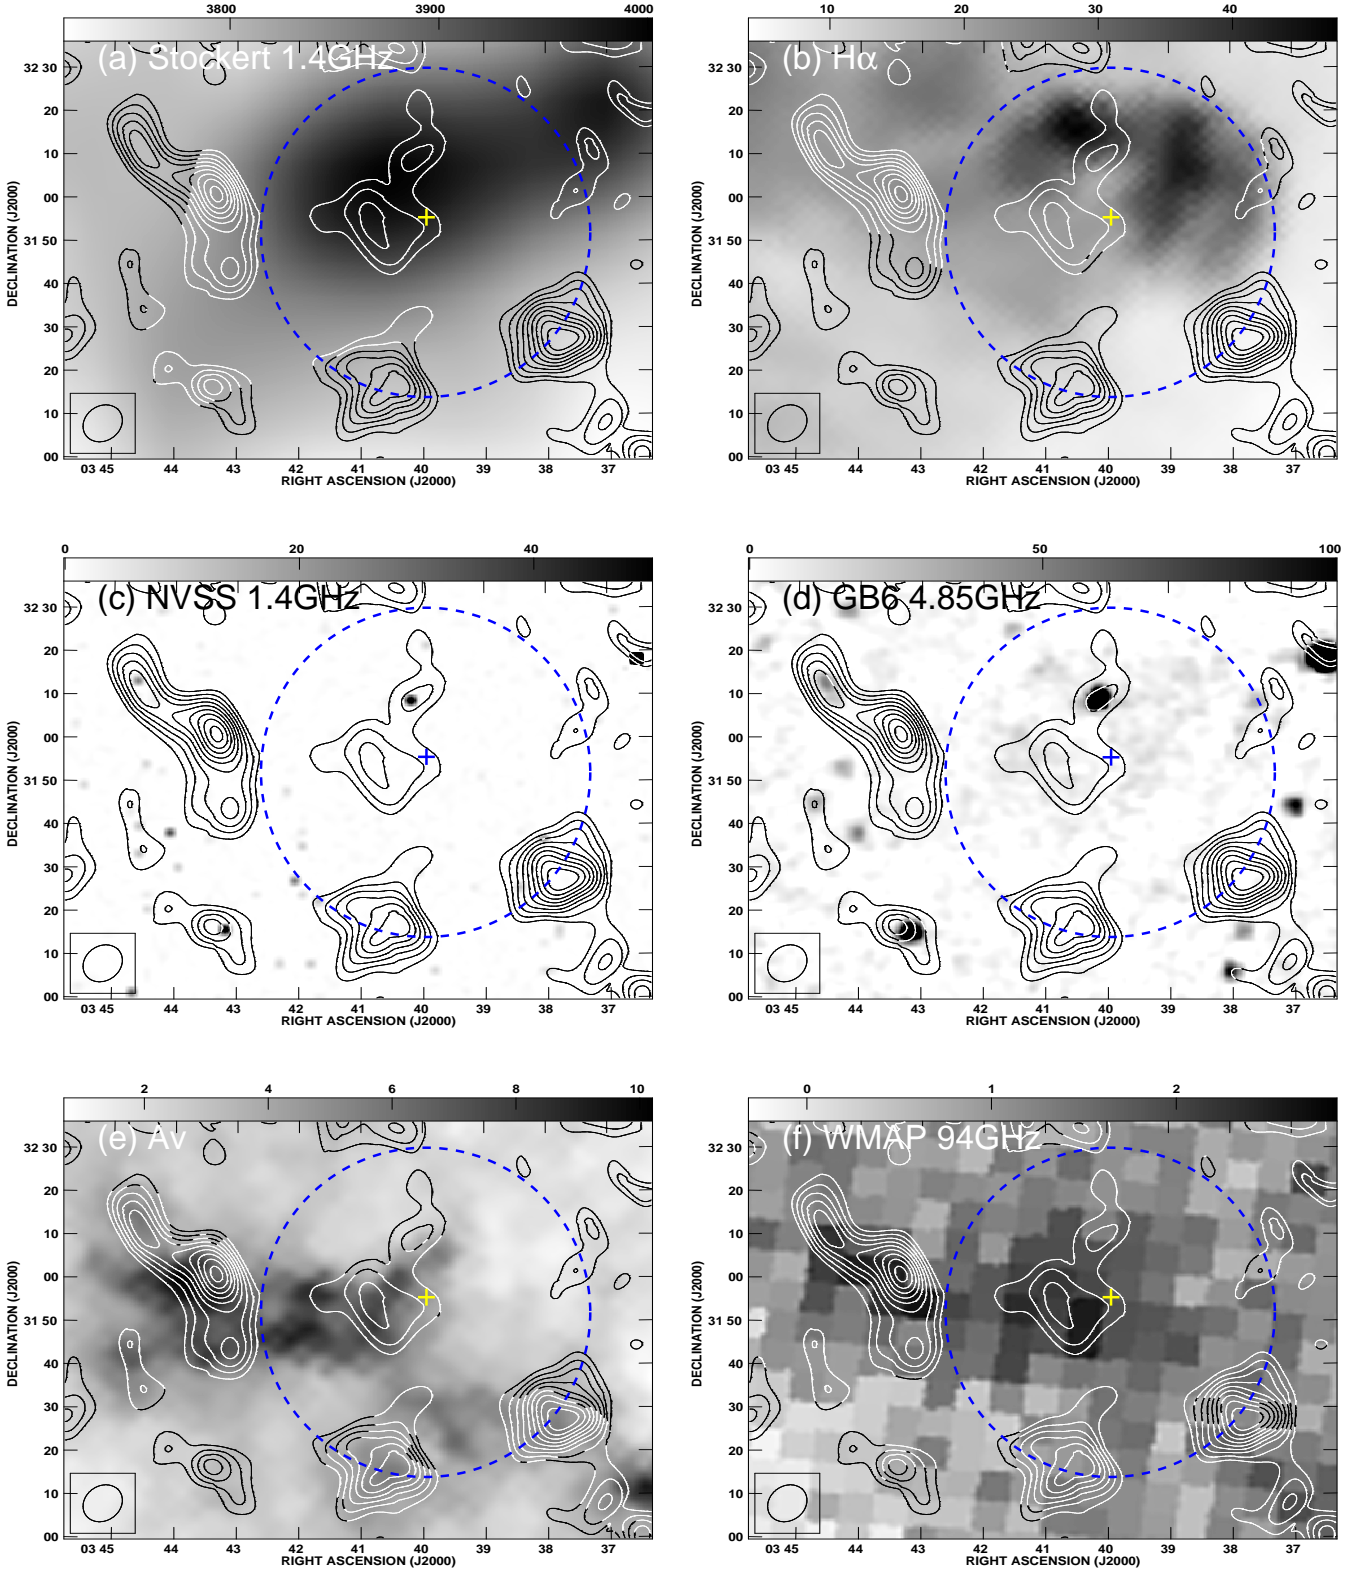 3800 3900 4000
(a) Stockert 1.4GHz
DECLINATION (J2000)
32 30
20
10
00
31 50
40
30
20
10
00
03 45 44 43 42 41 40 39 38 37
RIGHT ASCENSION (J2000)
10 20 30 40
(b) Hα
DECLINATION (J2000)
32 30
20
10
00
31 50
40
30
20
10
00
03 45 44 43 42 41 40 39 38 37
RIGHT ASCENSION (J2000)
0 20 40
(c) NVSS 1.4GHz
DECLINATION (J2000)
32 30
20
10
00
31 50
40
30
20
10
00
03 45 44 43 42 41 40 39 38 37
RIGHT ASCENSION (J2000)
0 50 100
(d) GB6 4.85GHz
DECLINATION (J2000)
32 30
20
10
00
31 50
40
30
20
10
00
03 45 44 43 42 41 40 39 38 37
RIGHT ASCENSION (J2000)
2 4 6 8 10
(e) Av
DECLINATION (J2000)
32 30
20
10
00
31 50
40
30
20
10
00
03 45 44 43 42 41 40 39 38 37
RIGHT ASCENSION (J2000)
0 1 2
(f) WMAP 94GHz
DECLINATION (J2000)
32 30
20
10
00
31 50
40
30
20
10
00
03 45 44 43 42 41 40 39 38 37
RIGHT ASCENSION (J2000)